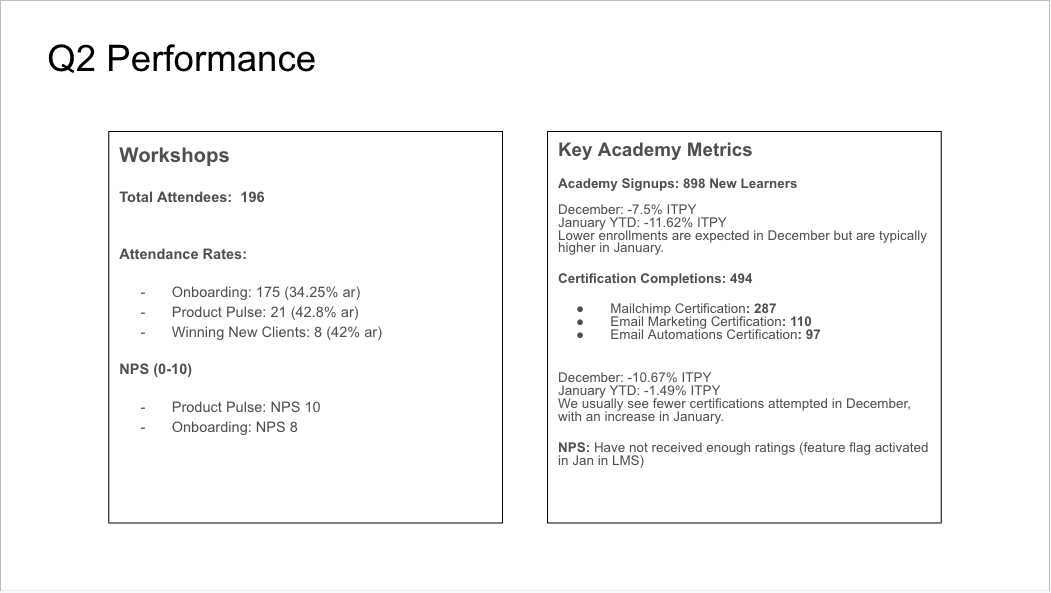 Q2 Performance
Workshops
Total Attendees:  196
Attendance Rates:
- Onboarding: 175 (34.25% ar)
- Product Pulse: 21 (42.8% ar)
- Winning New Clients: 8 (42% ar)
NPS (0-10)
- Product Pulse: NPS 10
- Onboarding: NPS 8
Key Academy Metrics
Academy Signups: 898 New Learners
December: -7.5% ITPY
January YTD: -11.62% ITPY
Lower enrollments are expected in December but are typically
higher in January.
Certification Completions: 494
● Mailchimp Certification: 287
● Email Marketing Certification: 110
● Email Automations Certification: 97
December: -10.67% ITPY
January YTD: -1.49% ITPY
We usually see fewer certifications attempted in December,
with an increase in January.
NPS: Have not received enough ratings (feature flag activated
in Jan in LMS)